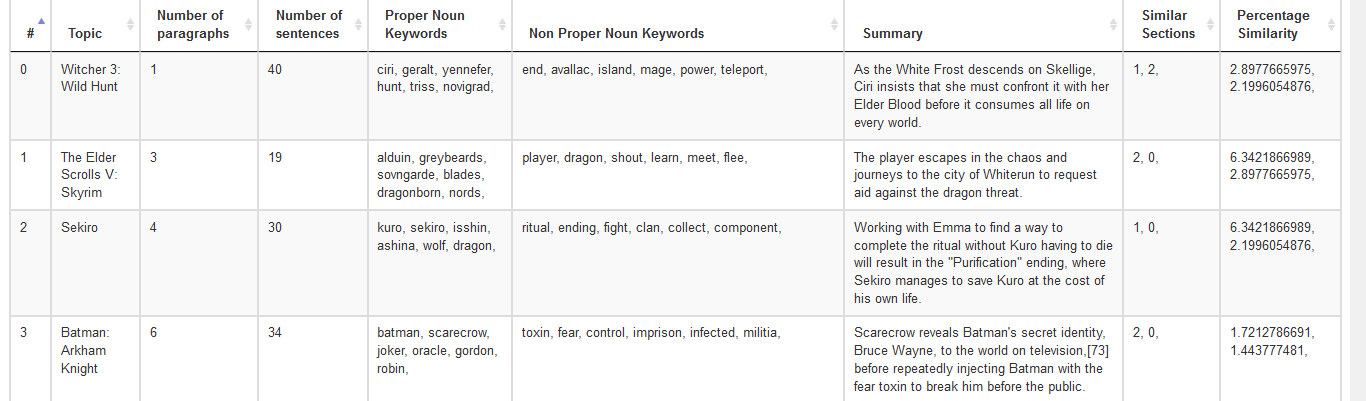 # Topic Number of paragraphs Number of sentences Proper Noun Keywords Non Proper Noun Keywords Summary Similar Sections Percentage Similarity
0 Witcher 3: Wild Hunt 1 40 ciri, geralt, yennefer, hunt, triss, novigrad, end, avallac, island, mage, power, teleport, As the White Frost descends on Skellige, Ciri insists that she must confront it with her Elder Blood before it consumes all life on every world. 1, 2, 2.8977665975, 2.1996054876,
1 The Elder Scrolls V: Skyrim 3 19 alduin, greybeards, sovngarde, blades, dragonborn, nords, player, dragon, shout, learn, meet, flee, The player escapes in the chaos and journeys to the city of Whiterun to request aid against the dragon threat. 2, 0, 6.3421866989, 2.8977665975,
2 Sekiro 4 30 kuro, sekiro, isshin, ashina, wolf, dragon, ritual, ending, fight, clan, collect, component, Working with Emma to find a way to complete the ritual without Kuro having to die will result in the "Purification" ending, where Sekiro manages to save Kuro at the cost of his own life. 1, 0, 6.3421866989, 2.1996054876,
3 Batman: Arkham Knight 6 34 batman, scarecrow, joker, oracle, gordon, robin, toxin, fear, control, imprison, infected, militia, Scarecrow reveals Batman's secret identity, Bruce Wayne, to the world on television,[73] before repeatedly injecting Batman with the fear toxin to break him before the public. 2, 0, 1.7212786691, 1.443777481,